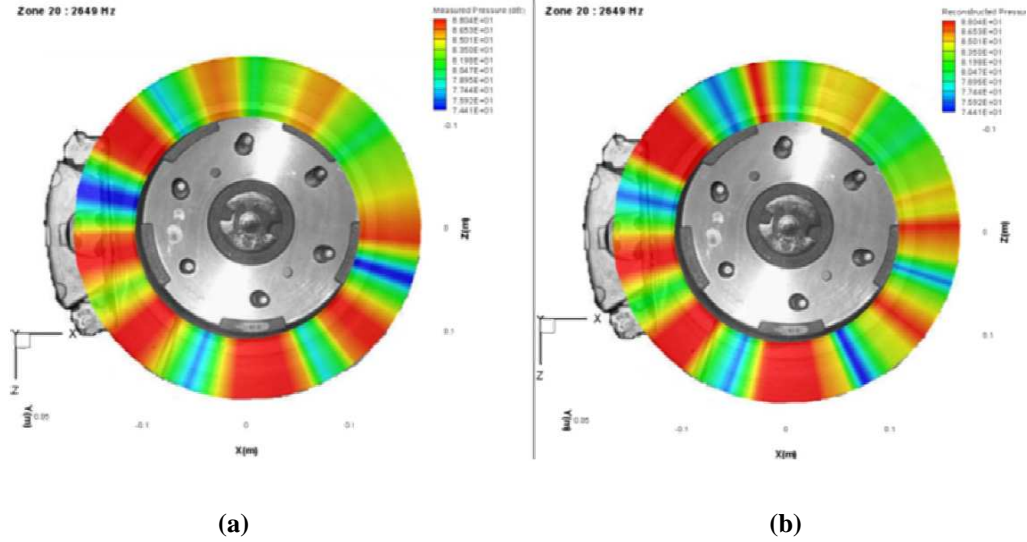 Zone 20 : 2649 Hz
Measured Pressure (dB)
8.804E+01
8.653E+01
8.501E+01
8.350E+01
8.198E+01
8.047E+01
7.895E+01
7.744E+01
7.592E+01
7.441E+01
-0.1
0
Z(m)
0.1
X
Z
Y(m)
0.05
-0.1
0
0.1
X(m)
(a)
Zone 20 : 2649 Hz
Reconstructed Pressure
8.804E+01
8.653E+01
8.501E+01
8.350E+01
8.198E+01
8.047E+01
7.895E+01
7.744E+01
7.592E+01
7.441E+01
-0.1
0
Z(m)
0.1
Y
X
Z
Y(m)
0.05
-0.1
0
0.1
X(m)
(b)